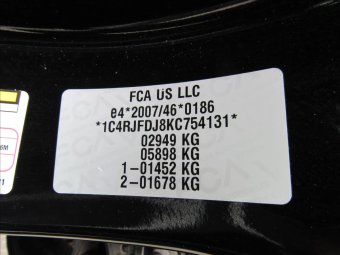 FCA US LLC
e4*2007/46*0186
*1C4RJFDJ8KC754131*
02949 KG
05898 KG
1-01452 KG
2-01678 KG